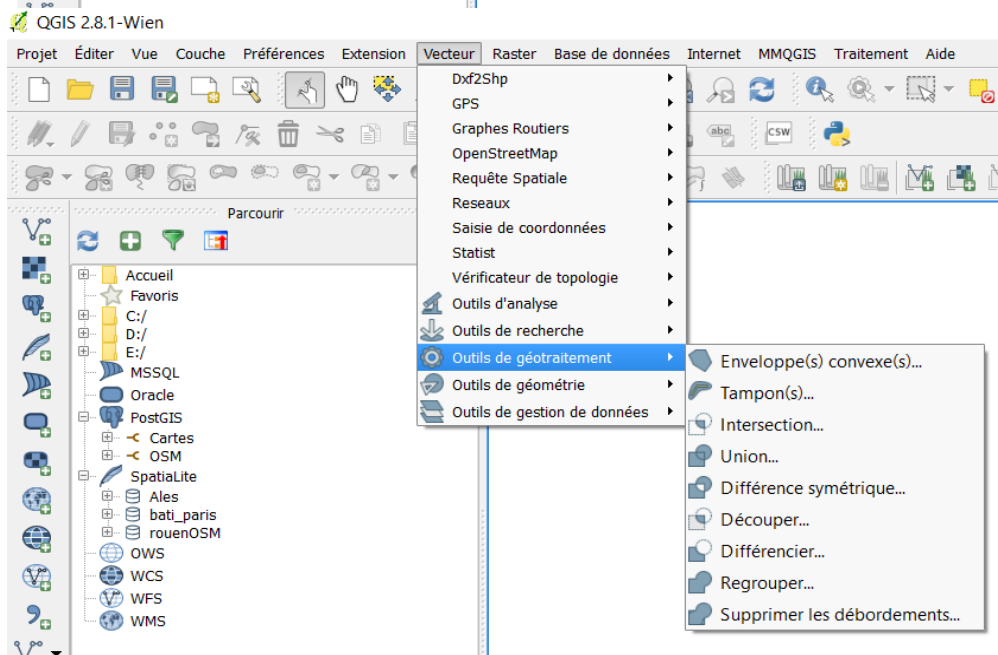 QGIS 2.8.1-Wien
Projet Éditer Vue Couche Préférences Extension Vecteur Raster Base de données Internet MMQGIS Traitement Aide
Dxf2Shp
GPS
Graphes Routiers
OpenStreetMap
Requête Spatiale
Reseaux
Saisie de coordonnées
Statist
Vérificateur de topologie
Outils d'analyse
Outils de recherche
Outils de géotraitement
Outils de géométrie
Outils de gestion de données
Enveloppe(s) convexe(s)...
Tampon(s)...
Intersection...
Union...
Différence symétrique...
Découper...
Différencier...
Regrouper...
Supprimer les débordements...
abc
CSW
Parcourir
Accueil
Favoris
C:/
D:/
E:/
MSSQL
Oracle
PostGIS
Cartes
OSM
SpatiaLite
Ales
bati_paris
rouenOSM
OWS
WCS
WFS
WMS